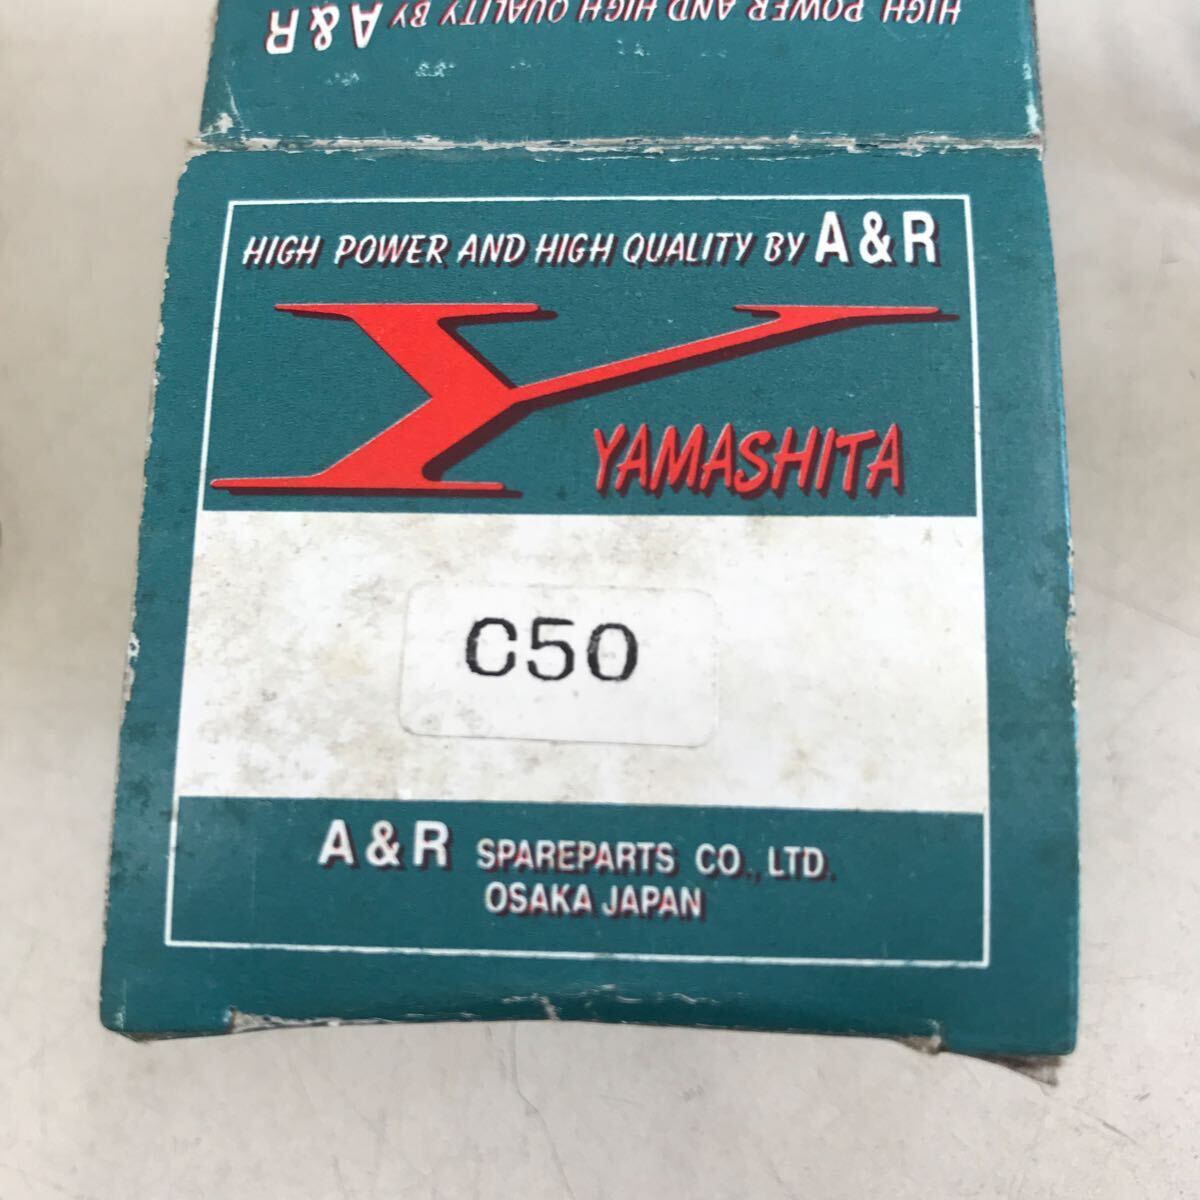 HIGH POWER AND HIGH QUALITY BY A & R
HIGH POWER AND HIGH QUALITY BY A & R
Y
YAMASHITA
C50
A & R SPAREPARTS CO., LTD.
OSAKA JAPAN